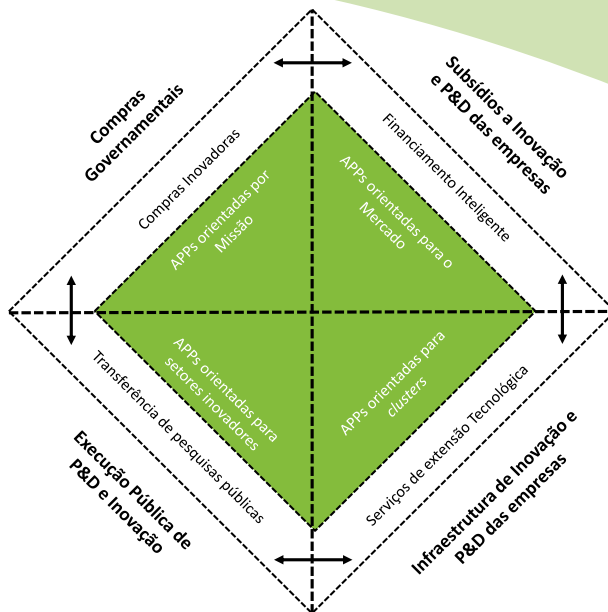 Compras
Governamentais
Compras Inovadoras
APPs orientadas por
Missão
Subsídios a Inovação
e P&D das empresas
Financiamento Inteligente
APPs orientadas para o
Mercado
APPs orientadas para
setores inovadores
Transferência de pesquisas públicas
Execução Pública de
P&D e Inovação
APPs orientadas para
clusters
Serviços de extensão Tecnológica
Infraestrutura de Inovação e
P&D das empresas